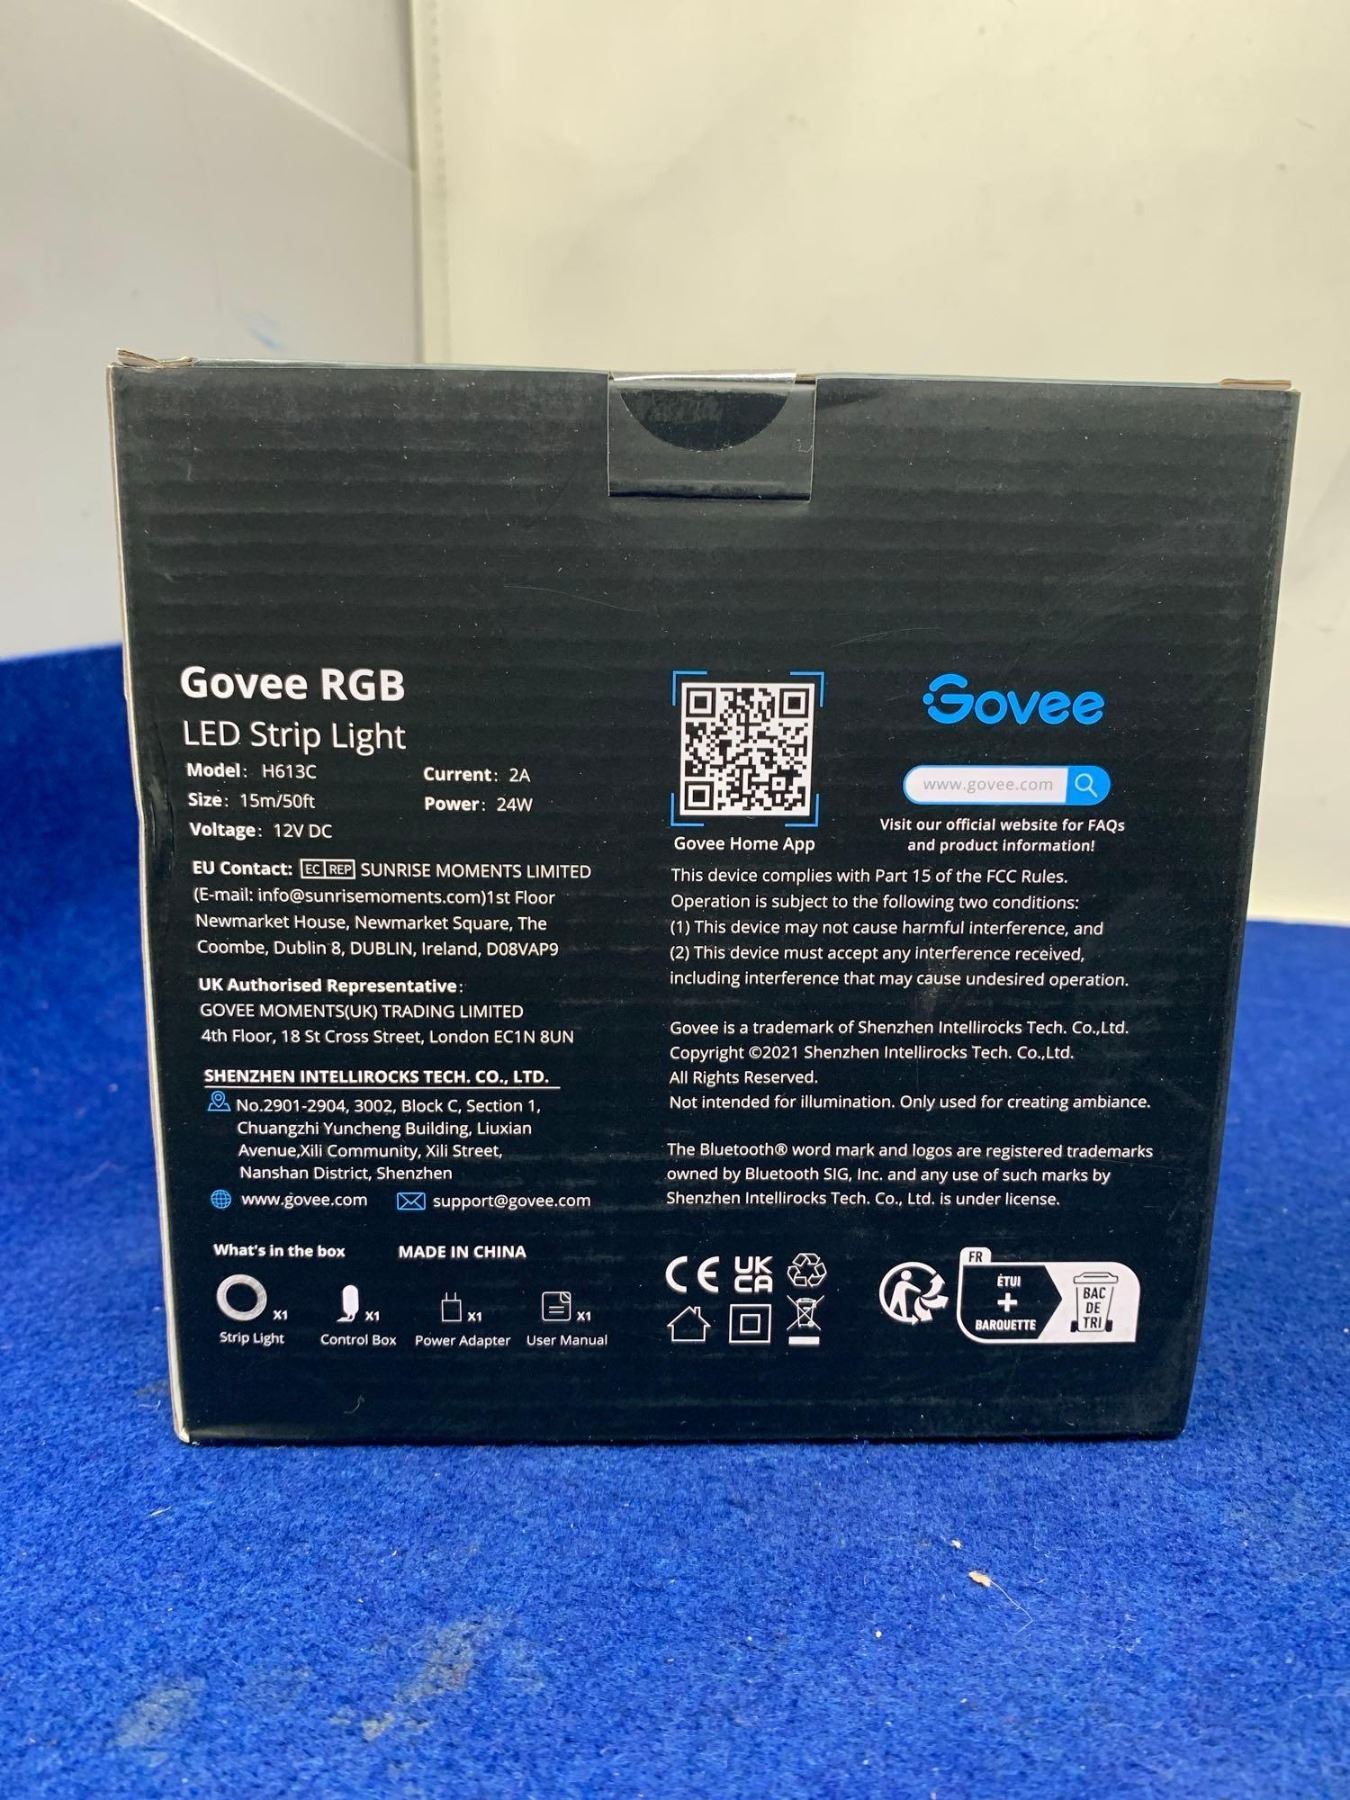 Govee RGB
LED Strip Light
Model: H613C
Current: 2A
Size: 15m/50ft
Power: 24W
Voltage: 12V DC
EU Contact: EC REP SUNRISE MOMENTS LIMITED
(E-mail: info@sunrisemoments.com)1st Floor
Newmarket House, Newmarket Square, The
Coombe, Dublin 8, DUBLIN, Ireland, D08VAP9
UK Authorised Representative:
GOVEE MOMENTS(UK) TRADING LIMITED
4th Floor, 18 St Cross Street, London EC1N 8UN
SHENZHEN INTELLIROCKS TECH. CO., LTD.
No.2901-2904, 3002, Block C, Section 1,
Chuangzhi Yuncheng Building, Liuxian
Avenue,Xili Community, Xili Street,
Nanshan District, Shenzhen
www.govee.com support@govee.com
What's in the box
MADE IN CHINA
x1 x1 x1 x1
Strip Light Control Box Power Adapter User Manual
Govee Home App
Govee
www.govee.com
Visit our official website for FAQs
and product information!
This device complies with Part 15 of the FCC Rules.
Operation is subject to the following two conditions:
(1) This device may not cause harmful interference, and
(2) This device must accept any interference received,
including interference that may cause undesired operation.
Govee is a trademark of Shenzhen Intellirocks Tech. Co.,Ltd.
Copyright ©2021 Shenzhen Intellirocks Tech. Co.,Ltd.
All Rights Reserved.
Not intended for illumination. Only used for creating ambiance.
The Bluetooth® word mark and logos are registered trademarks
owned by Bluetooth SIG, Inc. and any use of such marks by
Shenzhen Intellirocks Tech. Co., Ltd. is under license.
CE
UK
CA
FR
ÉTUI
+
BARQUETTE
BAC
DE
TRI